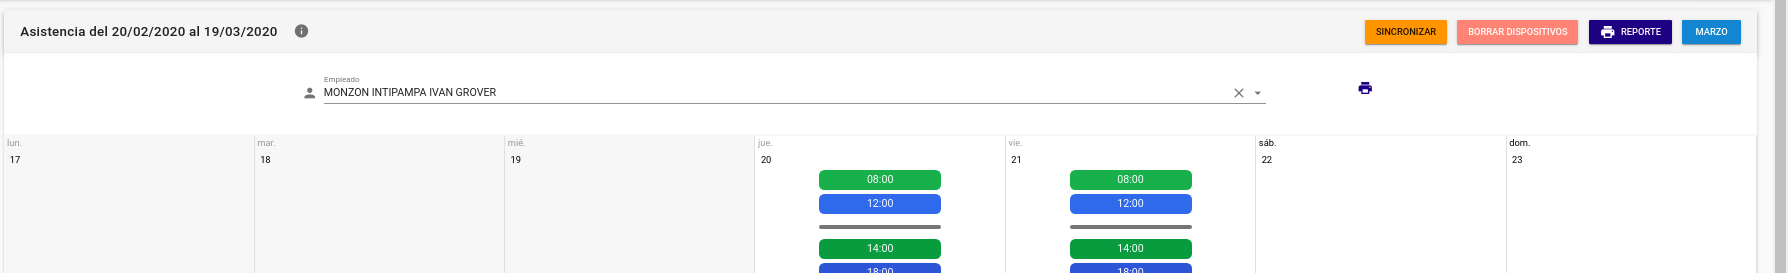 Asistencia del 20/02/2020 al 19/03/2020
SINCRONIZAR
BORRAR DISPOSITIVOS
REPORTE
MARZO
Empleado
MONZON INTIPAMPA IVAN GROVER
lun. mar. mié. jue. vie. sáb. dom.
17 18 19 20 21 22 23
08:00 08:00
12:00 12:00
14:00 14:00
18:00 18:00